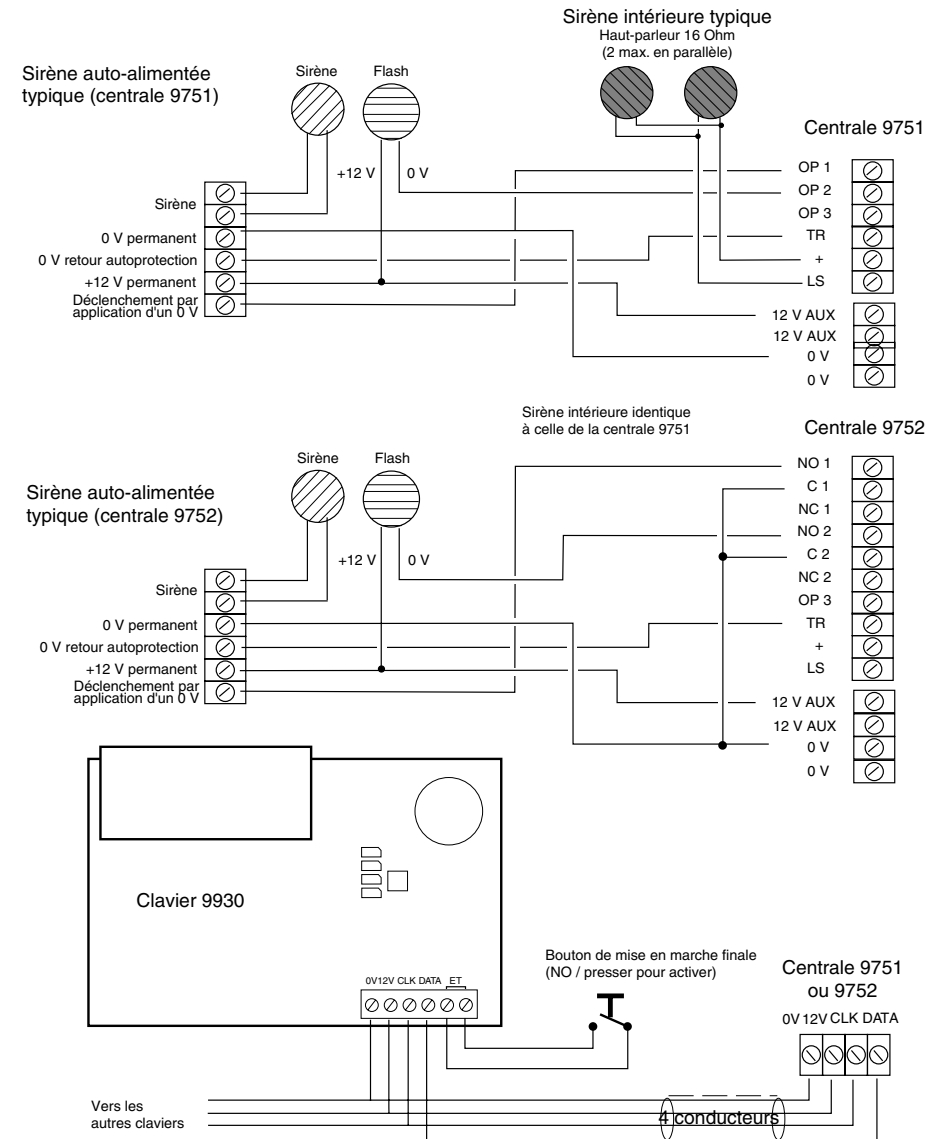 Sirène intérieure typique
Haut-parleur 16 Ohm
(2 max. en parallèle)
Sirène auto-alimentée
typique (centrale 9751)
Sirène
Flash
Centrale 9751
+12 V
0 V
Sirène
0 V permanent
0 V retour autoprotection
+12 V permanent
Déclenchement par
application d'un 0 V
OP 1
OP 2
OP 3
TR
+
LS
12 V AUX
12 V AUX
0 V
0 V
Sirène intérieure identique
à celle de la centrale 9751
Centrale 9752
Sirène auto-alimentée
typique (centrale 9752)
Sirène
Flash
+12 V
0 V
Sirène
0 V permanent
0 V retour autoprotection
+12 V permanent
Déclenchement par
application d'un 0 V
NO 1
C 1
NC 1
NO 2
C 2
NC 2
OP 3
TR
+
LS
12 V AUX
12 V AUX
0 V
0 V
Clavier 9930
0V12V CLK DATA ET
Bouton de mise en marche finale
(NO / presser pour activer)
Centrale 9751
ou 9752
0V 12V CLK DATA
Vers les
autres claviers
4 conducteurs